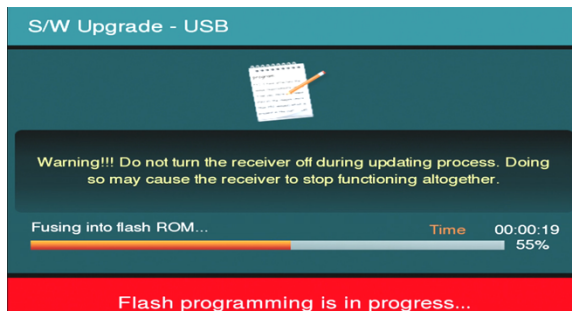 S/W Upgrade - USB
program
Warning!!! Do not turn the receiver off during updating process. Doing
so may cause the receiver to stop functioning altogether.
Fusing into flash ROM...
Time 00:00:19
55%
Flash programming is in progress...